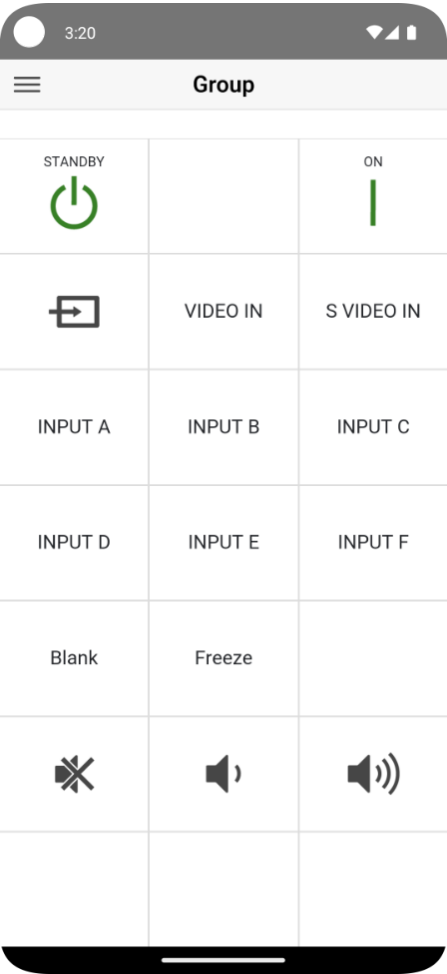 3:20
Group
STANDBY
ON
VIDEO IN
S VIDEO IN
INPUT A
INPUT B
INPUT C
INPUT D
INPUT E
INPUT F
Blank
Freeze